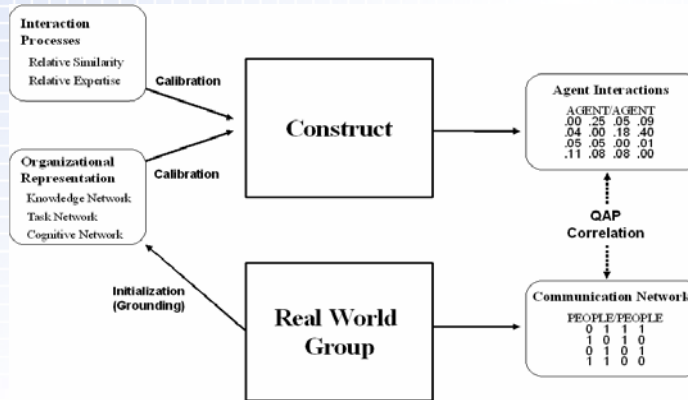 Interaction
Processes
Relative Similarity
Relative Expertise
Calibration
Construct
Agent Interactions
AGENT/AGENT
.00 .25 .05 .09
.04 .00 .18 .40
.05 .05 .00 .01
.11 .08 .08 .00
Organizational
Representation
Knowledge Network
Task Network
Cognitive Network
Calibration
QAP
Correlation
Initialization
(Grounding)
Real World
Group
Communication Network
PEOPLE/PEOPLE
0 1 1 1
1 0 1 0
0 1 0 1
1 1 0 0